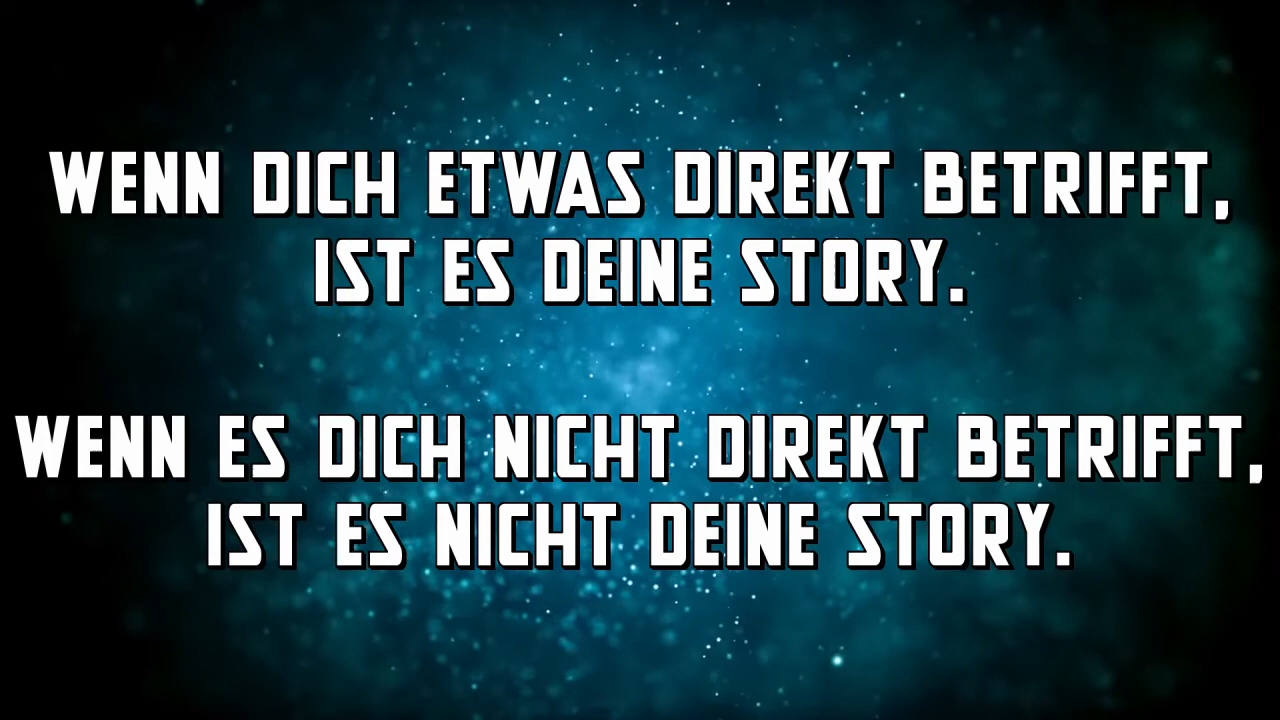 WENN DICH ETWAS DIREKT BETRIFFT,
IST ES DEINE STORY.
WENN ES DICH NICHT DIREKT BETRIFFT,
IST ES NICHT DEINE STORY.